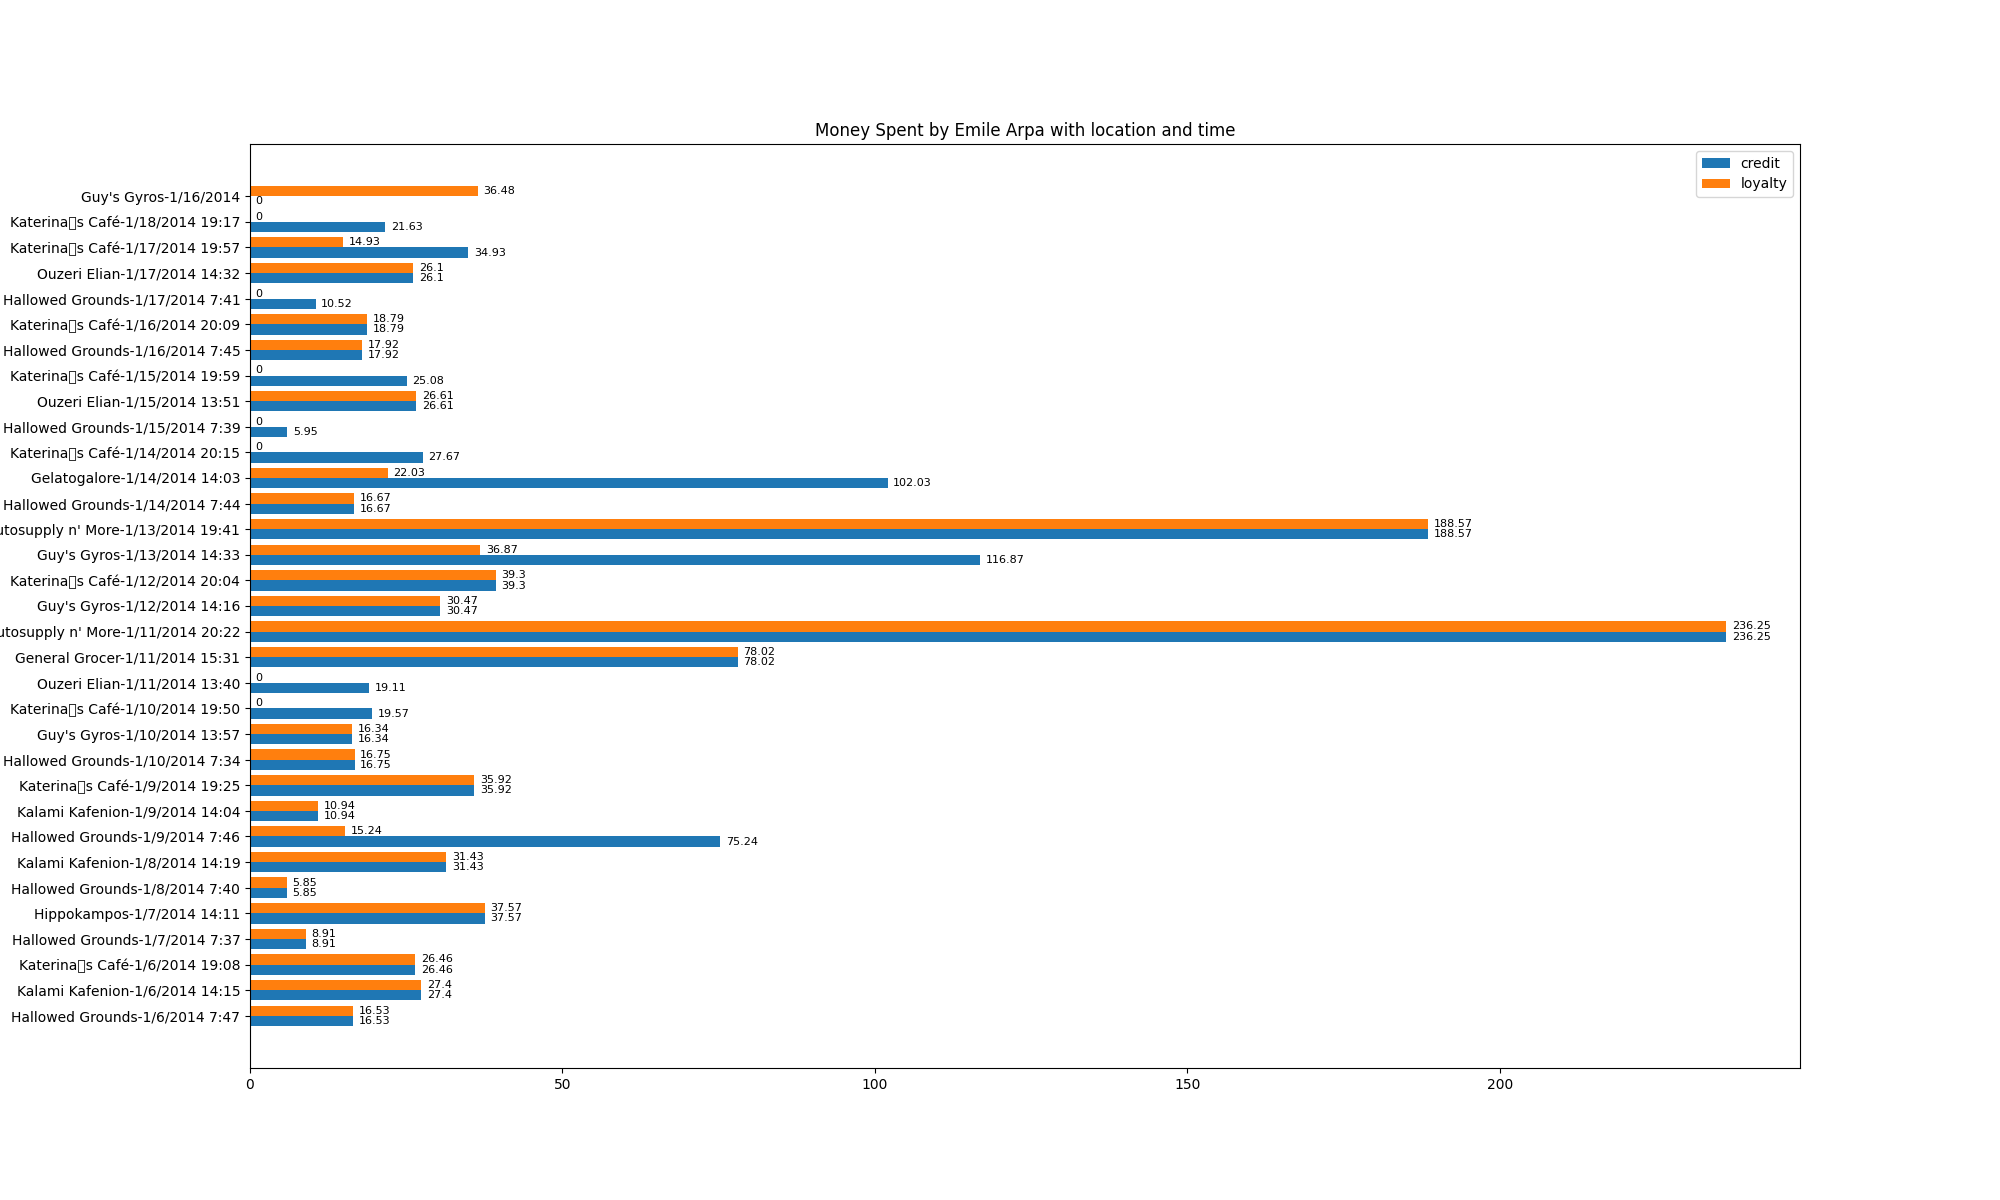 Money Spent by Emile Arpa with location and time
credit
loyalty
Guy's Gyros-1/16/2014 36.48 0
Katerina▯s Café-1/18/2014 19:17 0 21.63
Katerina▯s Café-1/17/2014 19:57 14.93 34.93
Ouzeri Elian-1/17/2014 14:32 26.1 26.1
Hallowed Grounds-1/17/2014 7:41 0 10.52
Katerina▯s Café-1/16/2014 20:09 18.79 18.79
Hallowed Grounds-1/16/2014 7:45 17.92 17.92
Katerina▯s Café-1/15/2014 19:59 0 25.08
Ouzeri Elian-1/15/2014 13:51 26.61 26.61
Hallowed Grounds-1/15/2014 7:39 0 5.95
Katerina▯s Café-1/14/2014 20:15 0 27.67
Gelatogalore-1/14/2014 14:03 22.03 102.03
Hallowed Grounds-1/14/2014 7:44 16.67 16.67
utosupply n' More-1/13/2014 19:41 188.57 188.57
Guy's Gyros-1/13/2014 14:33 36.87 116.87
Katerina▯s Café-1/12/2014 20:04 39.3 39.3
Guy's Gyros-1/12/2014 14:16 30.47 30.47
utosupply n' More-1/11/2014 20:22 236.25 236.25
General Grocer-1/11/2014 15:31 78.02 78.02
Ouzeri Elian-1/11/2014 13:40 0 19.11
Katerina▯s Café-1/10/2014 19:50 0 19.57
Guy's Gyros-1/10/2014 13:57 16.34 16.34
Hallowed Grounds-1/10/2014 7:34 16.75 16.75
Katerina▯s Café-1/9/2014 19:25 35.92 35.92
Kalami Kafenion-1/9/2014 14:04 10.94 10.94
Hallowed Grounds-1/9/2014 7:46 15.24 75.24
Kalami Kafenion-1/8/2014 14:19 31.43 31.43
Hallowed Grounds-1/8/2014 7:40 5.85 5.85
Hippokampos-1/7/2014 14:11 37.57 37.57
Hallowed Grounds-1/7/2014 7:37 8.91 8.91
Katerina▯s Café-1/6/2014 19:08 26.46 26.46
Kalami Kafenion-1/6/2014 14:15 27.4 27.4
Hallowed Grounds-1/6/2014 7:47 16.53 16.53
0 50 100 150 200